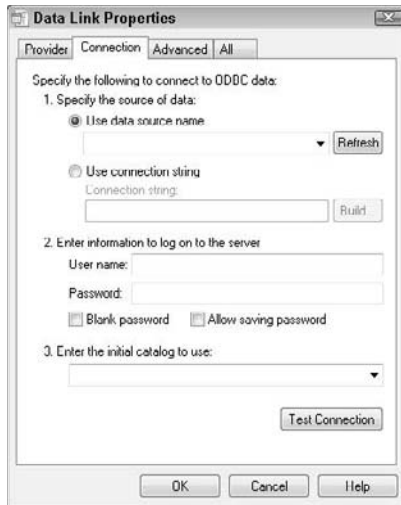 Data Link Properties
Provider Connection Advanced All
Specify the following to connect to ODBC data:
1. Specify the source of data:
Use data source name
Refresh
Use connection string
Connection string:
Build...
2. Enter information to log on to the server
User name:
Password:
Blank password Allow saving password
3. Enter the initial catalog to use:
Test Connection
OK Cancel Help